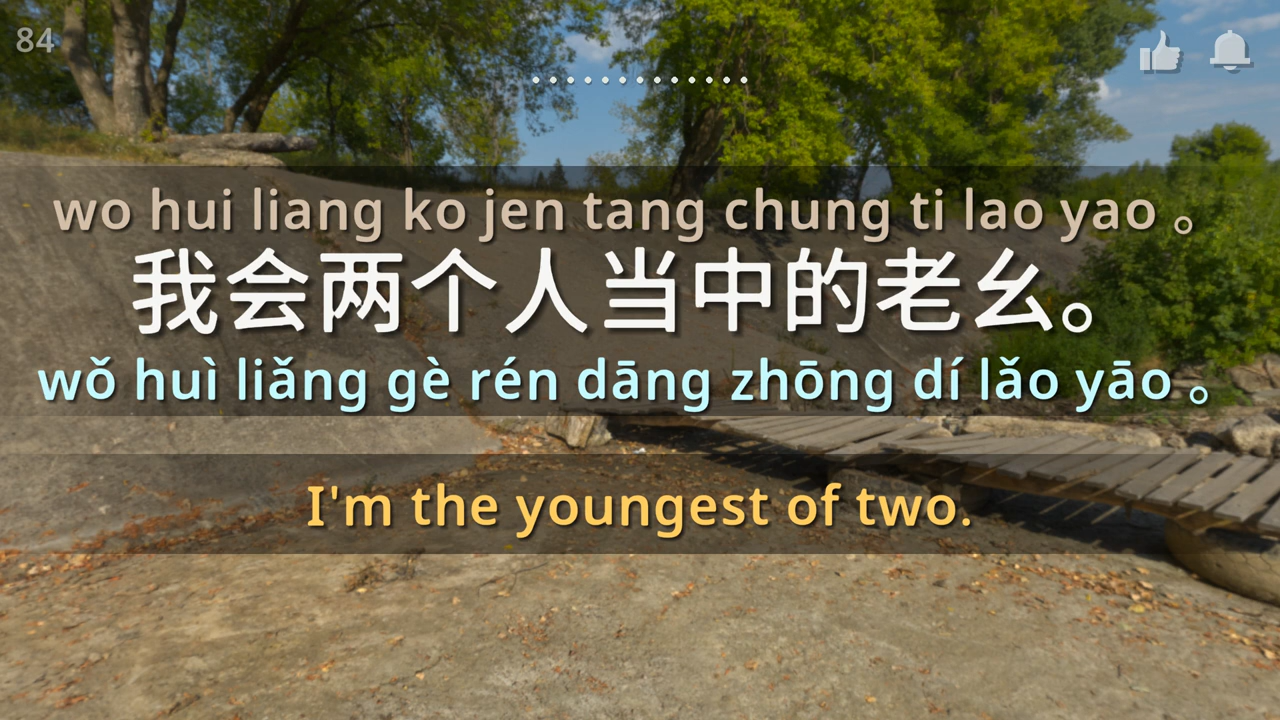 84
wo hui liang ko jen tang chung ti lao yao 。
我会两个人当中的老幺。
wǒ huì liǎng gè rén dāng zhōng dí lǎo yāo 。
I'm the youngest of two.